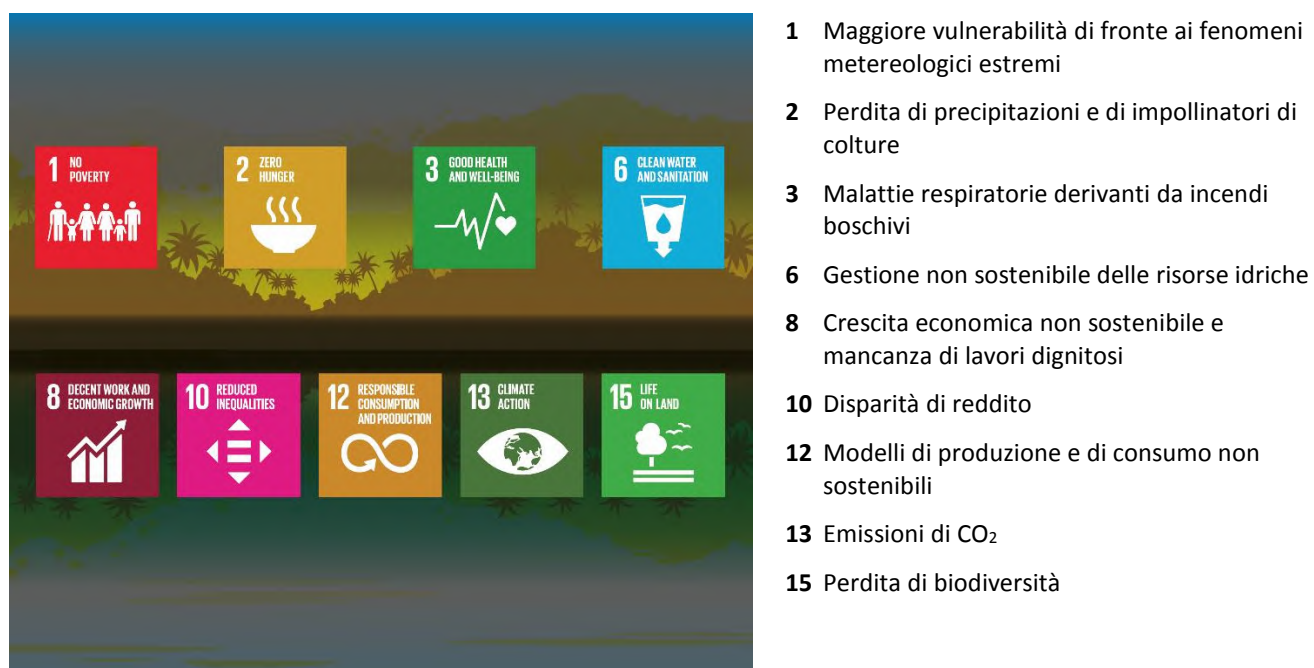 1 NO
POVERTY
2 ZERO
HUNGER
3 GOOD HEALTH
AND WELL-BEING
6 CLEAN WATER
AND SANITATION
8 DECENT WORK AND
ECONOMIC GROWTH
10 REDUCED
INEQUALITIES
12 RESPONSIBLE
CONSUMPTION
AND PRODUCTION
13 CLIMATE
ACTION
15 LIFE
ON LAND
1 Maggiore vulnerabilità di fronte ai fenomeni
metereologici estremi
2 Perdita di precipitazioni e di impollinatori di
colture
3 Malattie respiratorie derivanti da incendi
boschivi
6 Gestione non sostenibile delle risorse idriche
8 Crescita economica non sostenibile e
mancanza di lavori dignitosi
10 Disparità di reddito
12 Modelli di produzione e di consumo non
sostenibili
13 Emissioni di CO₂
15 Perdita di biodiversità